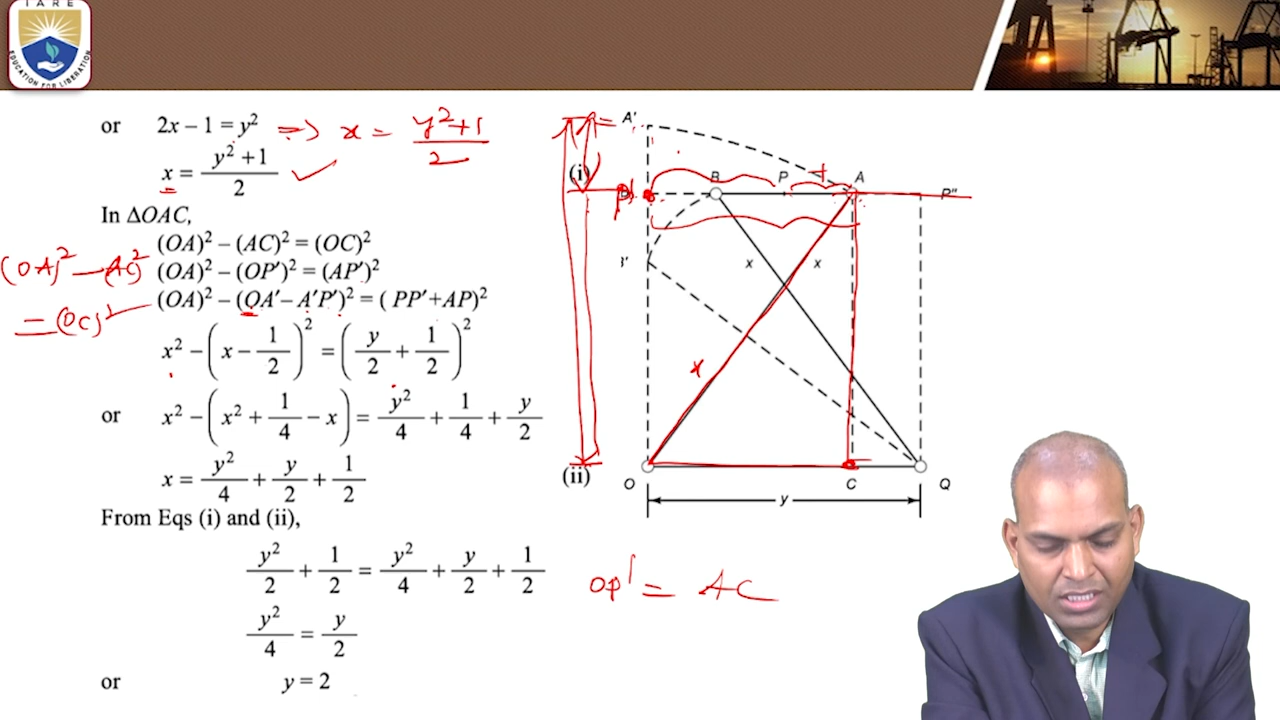 IARE
EDUCATION FOR LIBERATION
or 2x – 1 = y² => x = y²+1/2
x = y² + 1/2 (i)
In ΔOAC,
(OA)² – (AC)² = (OC)²
(OA)² – (AC)² = (OC)²
(OA)² – (OP′)² = (AP′)²
(OA)² – (OA′ – A′P′)² = ( PP′ + AP)²
x² – (x – 1/2)² = (y/2 + 1/2)²
or x² – (x² + 1/4 – x) = y²/4 + 1/4 + y/2
x = y²/4 + y/2 + 1/2 (ii)
From Eqs (i) and (ii),
y²/2 + 1/2 = y²/4 + y/2 + 1/2
y²/4 = y/2
or y = 2
A′
P′ B P A P″
x x
x
O C Q
y
OP′ = AC